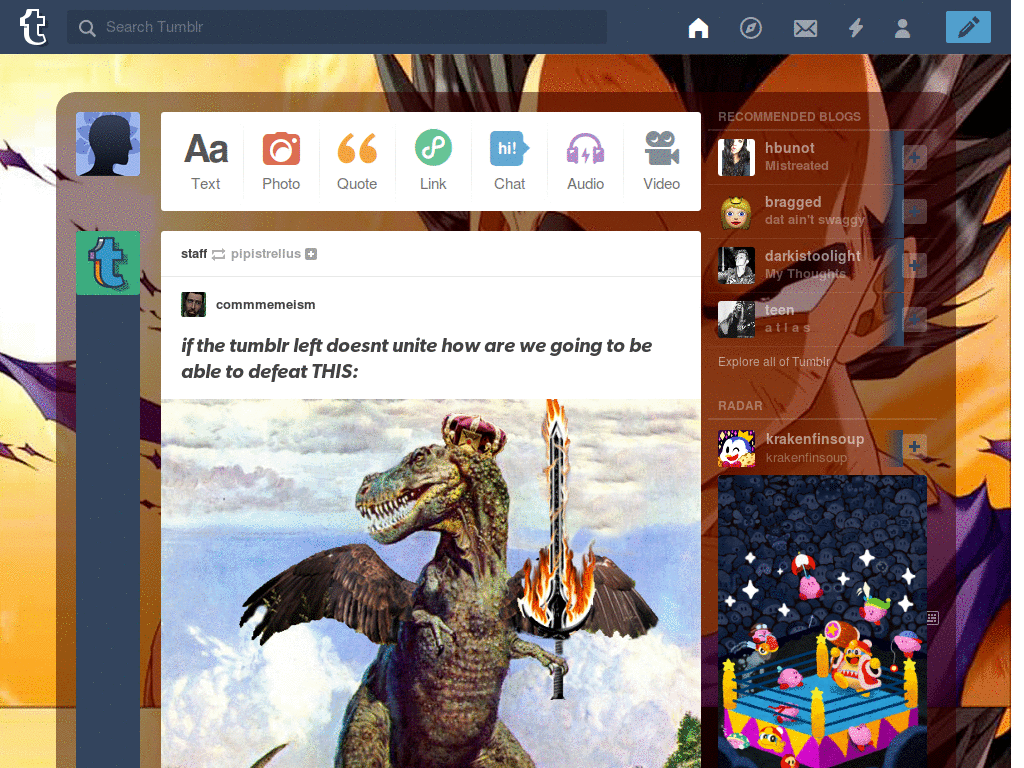 Search Tumblr
Aa
hi!
Text
Photo
Quote
Link
Chat
Audio
Video
staff pipistrellus
commmemeism
if the tumblr left doesnt unite how are we going to be
able to defeat THIS:
RECOMMENDED BLOGS
hbunot
Mistreated
bragged
dat ain't swaggy
darkistoolight
My Thoughts
teen
a t l a s
Explore all of Tumblr
RADAR
krakenfinsoup
krakenfinsoup